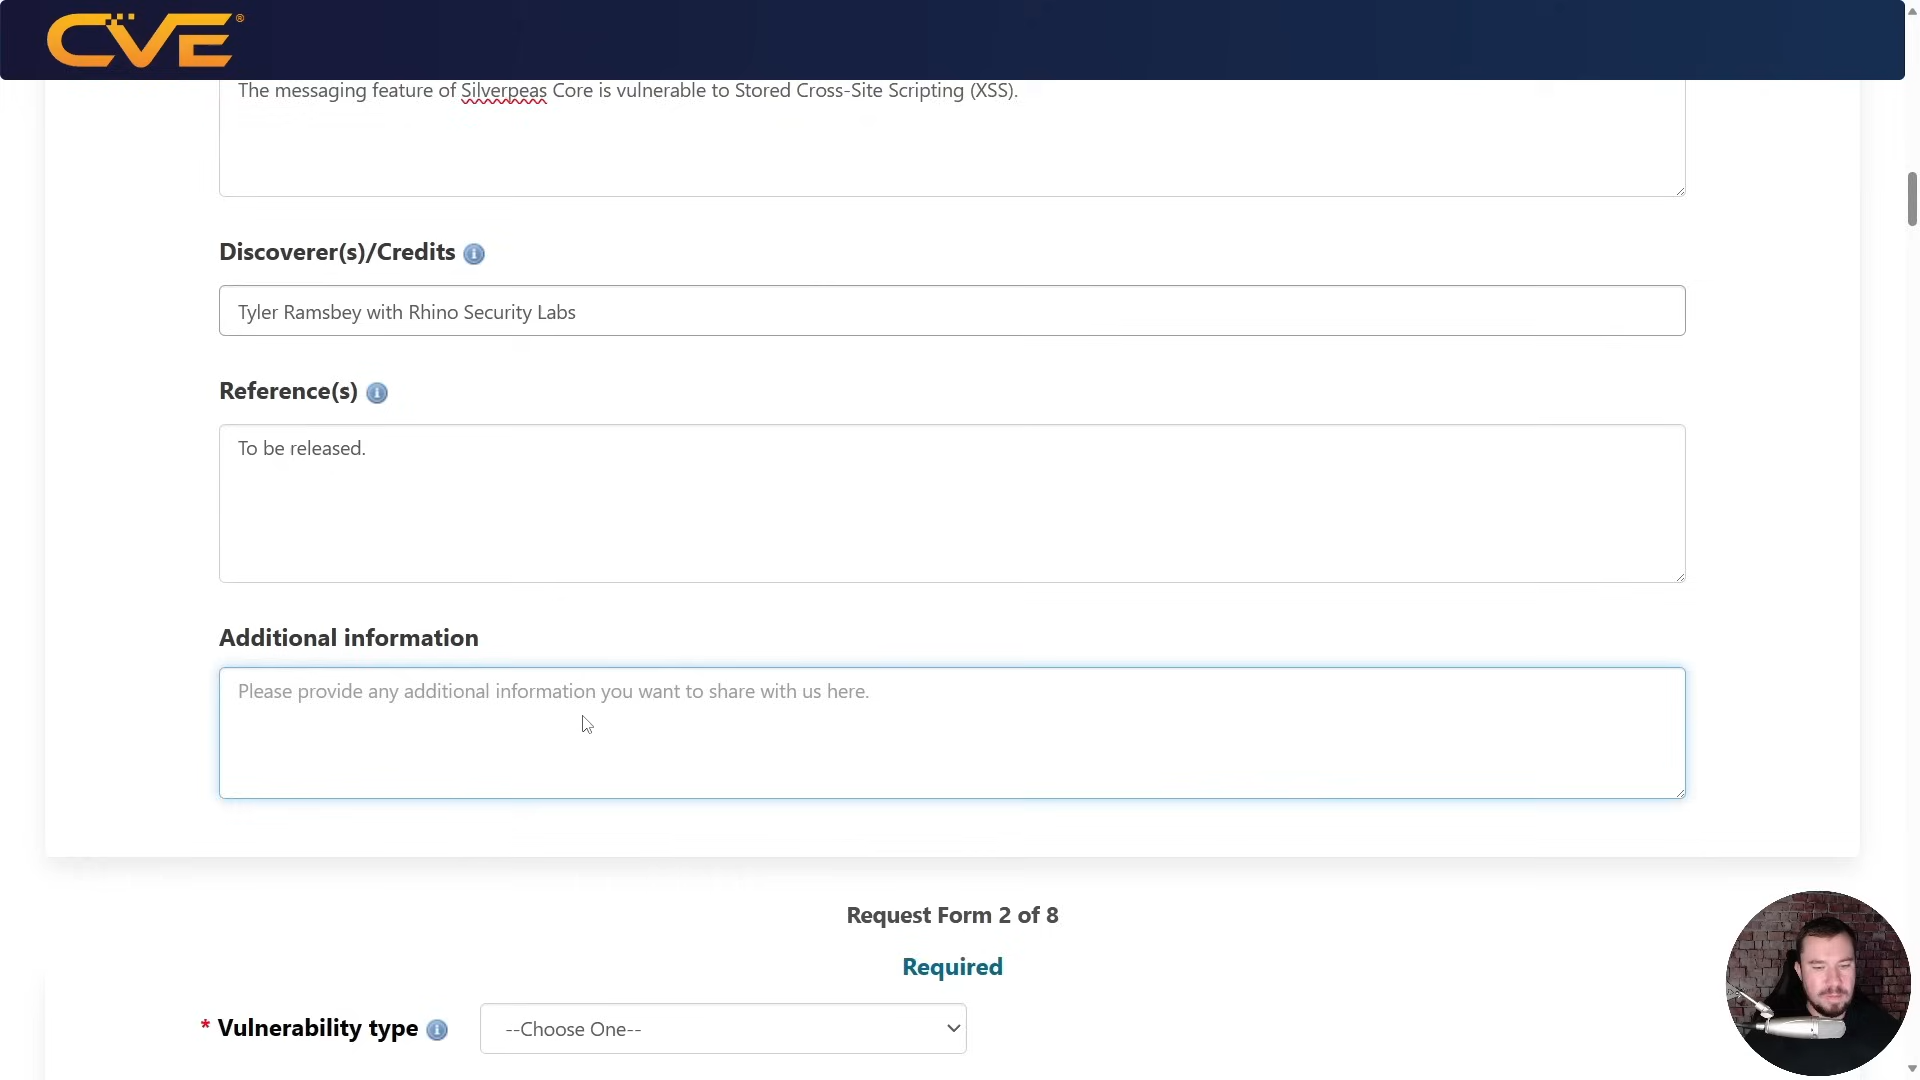 CVE®
The messaging feature of Silverpeas Core is vulnerable to Stored Cross-Site Scripting (XSS).
Discoverer(s)/Credits
Tyler Ramsbey with Rhino Security Labs
Reference(s)
To be released.
Additional information
Please provide any additional information you want to share with us here.
Request Form 2 of 8
Required
* Vulnerability type
--Choose One--